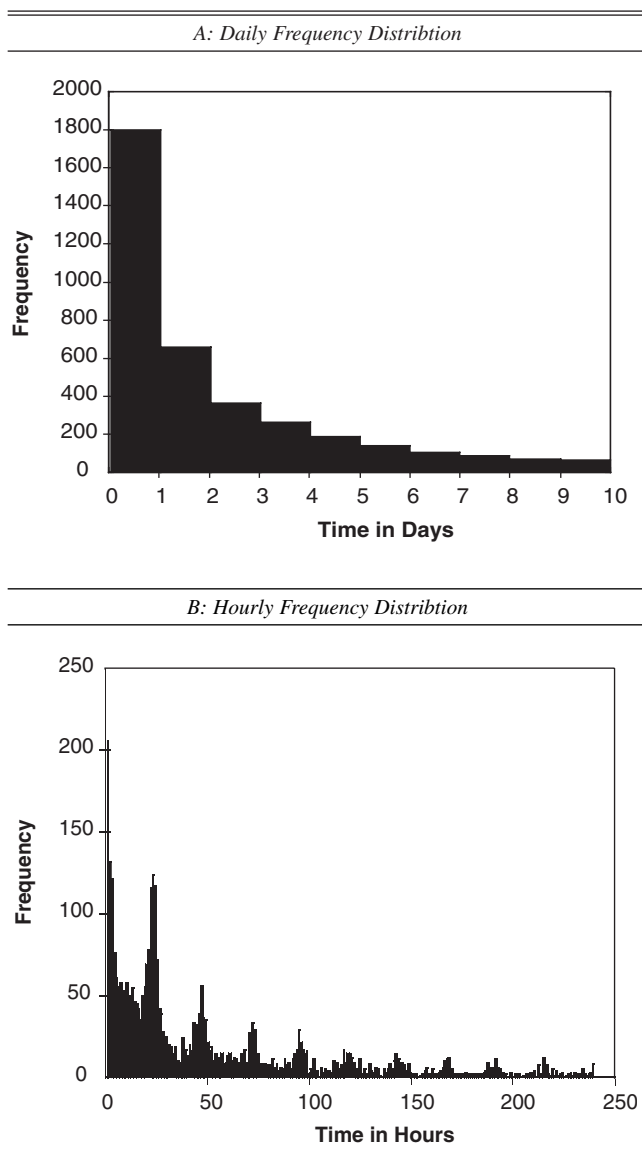 A: Daily Frequency Distribtion
2000
1800
1600
1400
1200
1000
800
600
400
200
0
Frequency
0 1 2 3 4 5 6 7 8 9 10
Time in Days
B: Hourly Frequency Distribtion
250
200
150
100
50
0
Frequency
0 50 100 150 200 250
Time in Hours